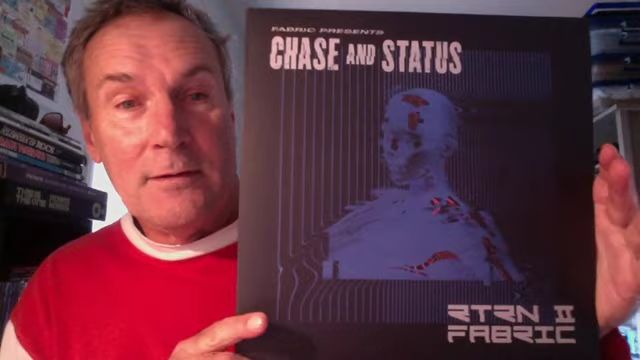 FABRIC PRESENTS
CHASE AND STATUS
RTRN II
FABRIC